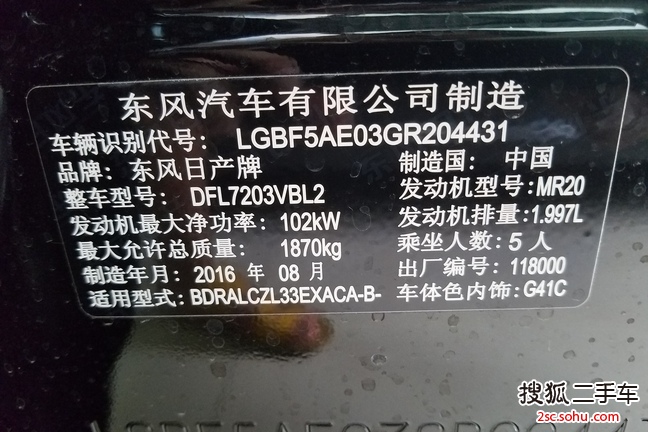 东风汽车有限公司制造
车辆识别代号: LGBF5AE03GR204431
品牌: 东风日产牌 制造国: 中国
整车型号: DFL7203VBL2 发动机型号: MR20
发动机最大净功率: 102kW 发动机排量: 1.997L
最大允许总质量: 1870kg 乘坐人数: 5人
制造年月: 2016 年 08 月 出厂编号: 118000
适用型式: BDRALCZL33EXACA-B- 车体色内饰: G41C
搜狐二手车
2sc.sohu.com